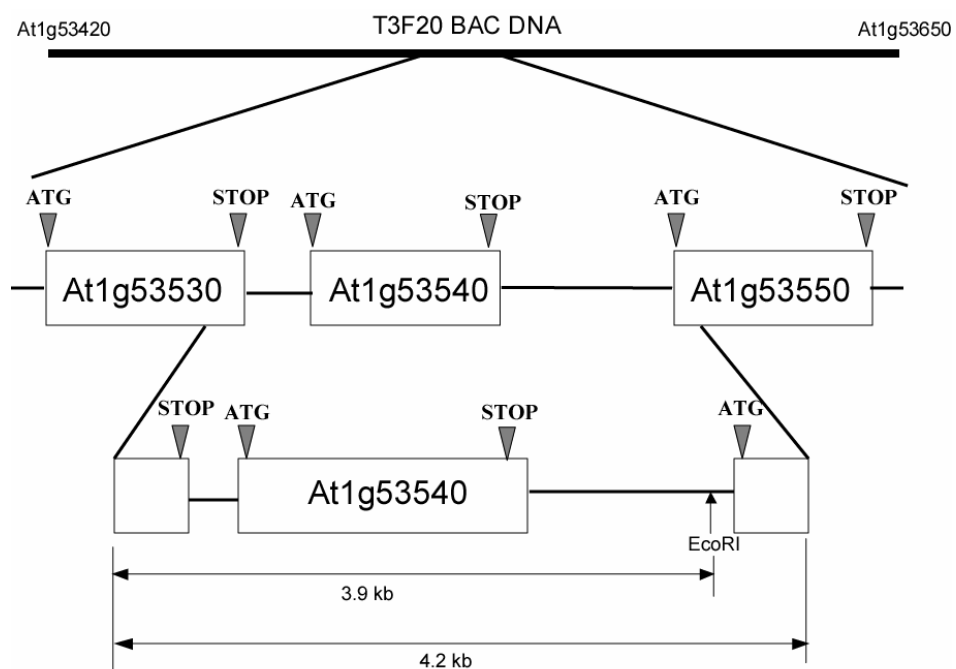 At1g53420 T3F20 BAC DNA At1g53650
ATG STOP ATG STOP ATG STOP
At1g53530 At1g53540 At1g53550
STOP ATG STOP ATG
At1g53540
EcoRI
3.9 kb
4.2 kb